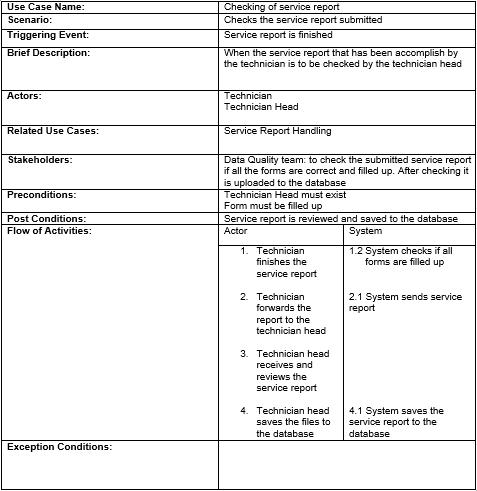 Use Case Name: Checking of service report
Scenario: Checks the service report submitted
Triggering Event: Service report is finished
Brief Description: When the service report that has been accomplish by
the technician is to be checked by the technician head
Actors: Technician
Technician Head
Related Use Cases: Service Report Handling
Stakeholders: Data Quality team: to check the submitted service report
if all the forms are correct and filled up. After checking it
is uploaded to the database
Preconditions: Technician Head must exist
Form must be filled up
Post Conditions: Service report is reviewed and saved to the database
Flow of Activities: Actor System
1. Technician 1.2 System checks if all
finishes the forms are filled up
service report
2. Technician 2.1 System sends service
forwards the report
report to the
technician head
3. Technician head
receives and
reviews the
service report
4. Technician head 4.1 System saves the
saves the files to service report to the
the database database
Exception Conditions: